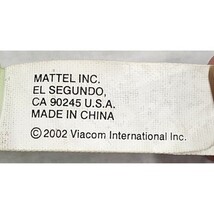 MATTEL INC.
EL SEGUNDO,
CA 90245 U.S.A.
MADE IN CHINA
© 2002 Viacom International Inc.